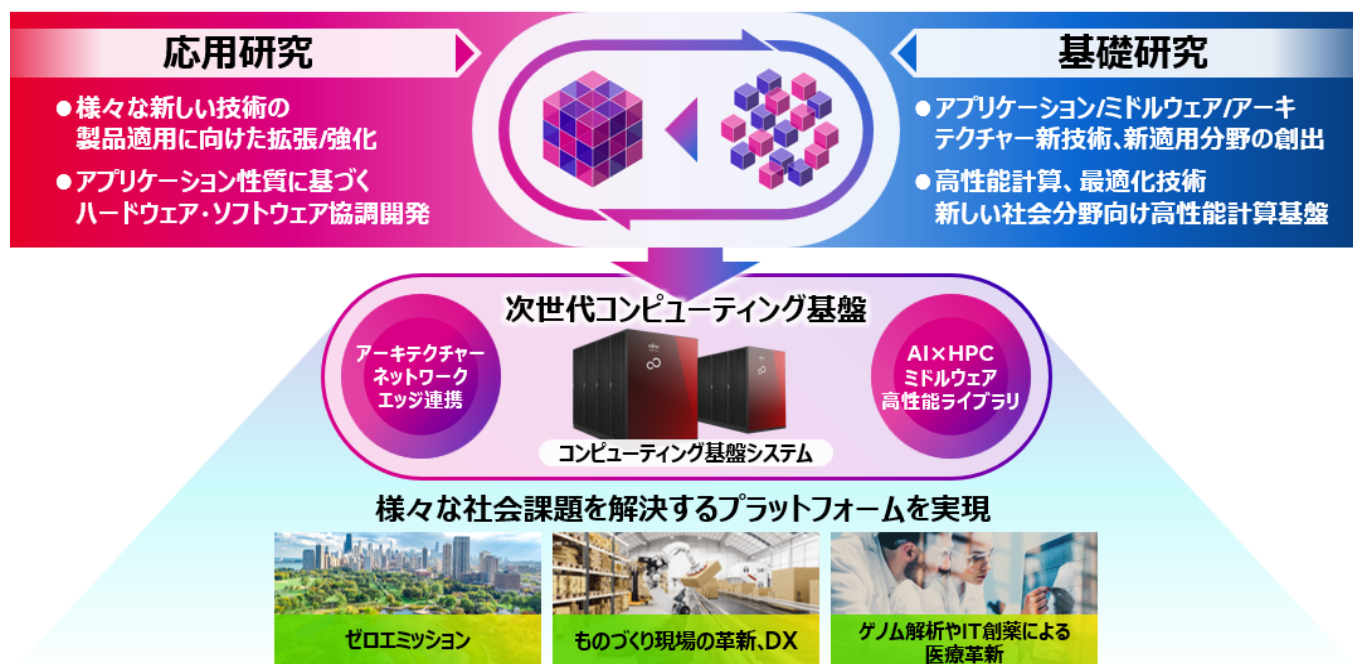 応用研究
●様々な新しい技術の
製品適用に向けた拡張/強化
●アプリケーション性質に基づく
ハードウェア・ソフトウェア協調開発
基礎研究
●アプリケーション/ミドルウェア/アーキ
テクチャー新技術、新適用分野の創出
●高性能計算、最適化技術
新しい社会分野向け高性能計算基盤
次世代コンピューティング基盤
アーキテクチャー
ネットワーク
エッジ連携
AI×HPC
ミドルウェア
高性能ライブラリ
コンピューティング基盤システム
様々な社会課題を解決するプラットフォームを実現
ゼロエミッション
ものづくり現場の革新、DX
ゲノム解析やIT創薬による
医療革新